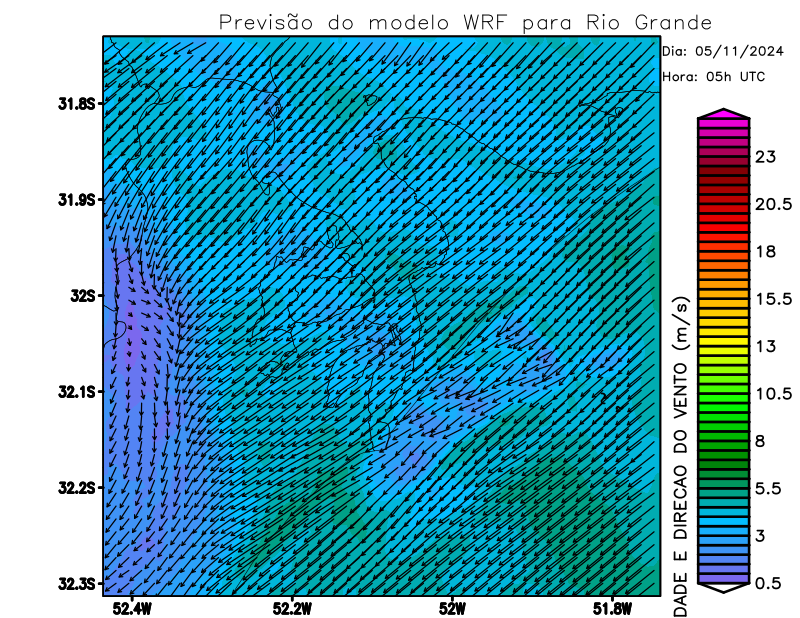 Previsão do modelo WRF para Rio Grande
Dia: 05/11/2024
Hora: 05h UTC
31.8S
31.9S
32S
32.1S
32.2S
32.3S
52.4W
52.2W
52W
51.8W
23
20.5
18
15.5
13
10.5
8
5.5
3
0.5
DADE E DIRECAO DO VENTO (m/s)